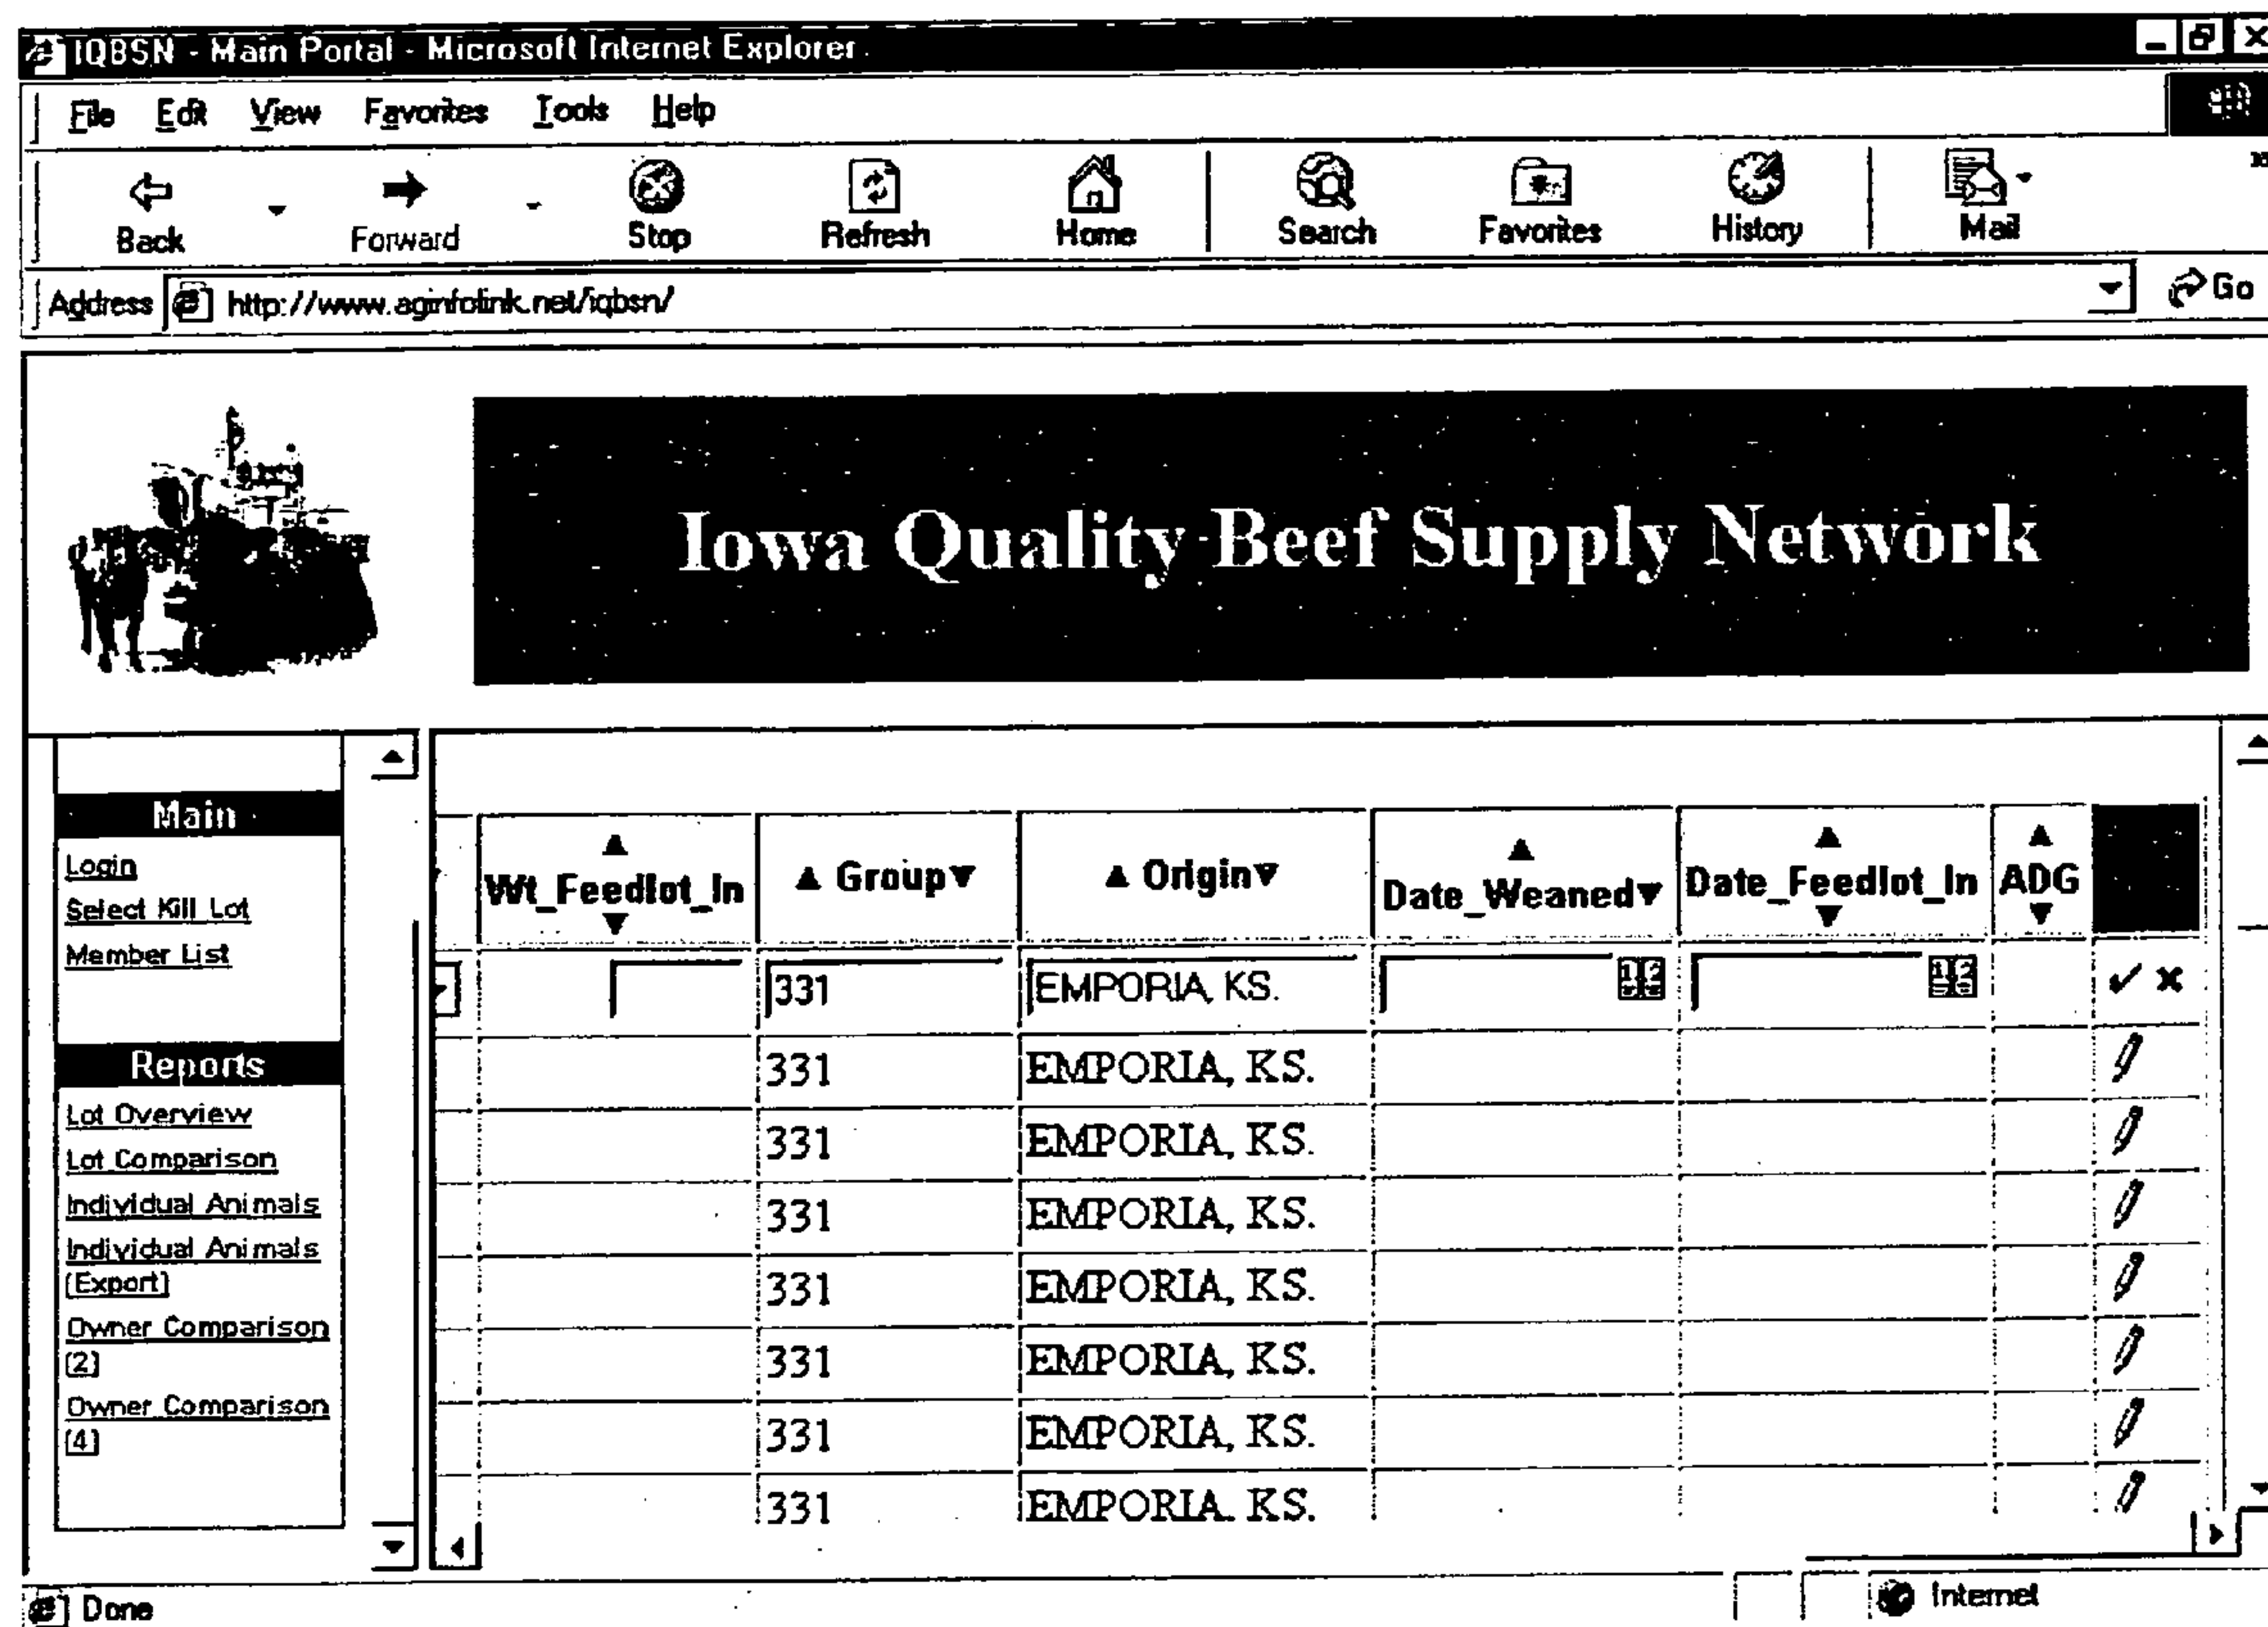 IQBSN - Main Portal - Microsoft Internet Explorer
File Edit View Favorites Tools Help
Back Forward Stop Refresh Home Search Favorites History Mail
Address http://www.aginfolink.net/iqbsn/ Go
Iowa Quality Beef Supply Network
Main
Login
Select Kill Lot
Member List
Reports
Lot Overview
Lot Comparison
Individual Animals
Individual Animals
(Export)
Owner Comparison
(2)
Owner Comparison
(4)
Wt_Feedlot_In ▲ Group▼ ▲ Origin▼ Date_Weaned▼ Date_Feedlot_In ADG
331 EMPORIA, KS.
331 EMPORIA, KS.
331 EMPORIA, KS.
331 EMPORIA, KS.
331 EMPORIA, KS.
331 EMPORIA, KS.
331 EMPORIA, KS.
331 EMPORIA. KS.
Done Internet